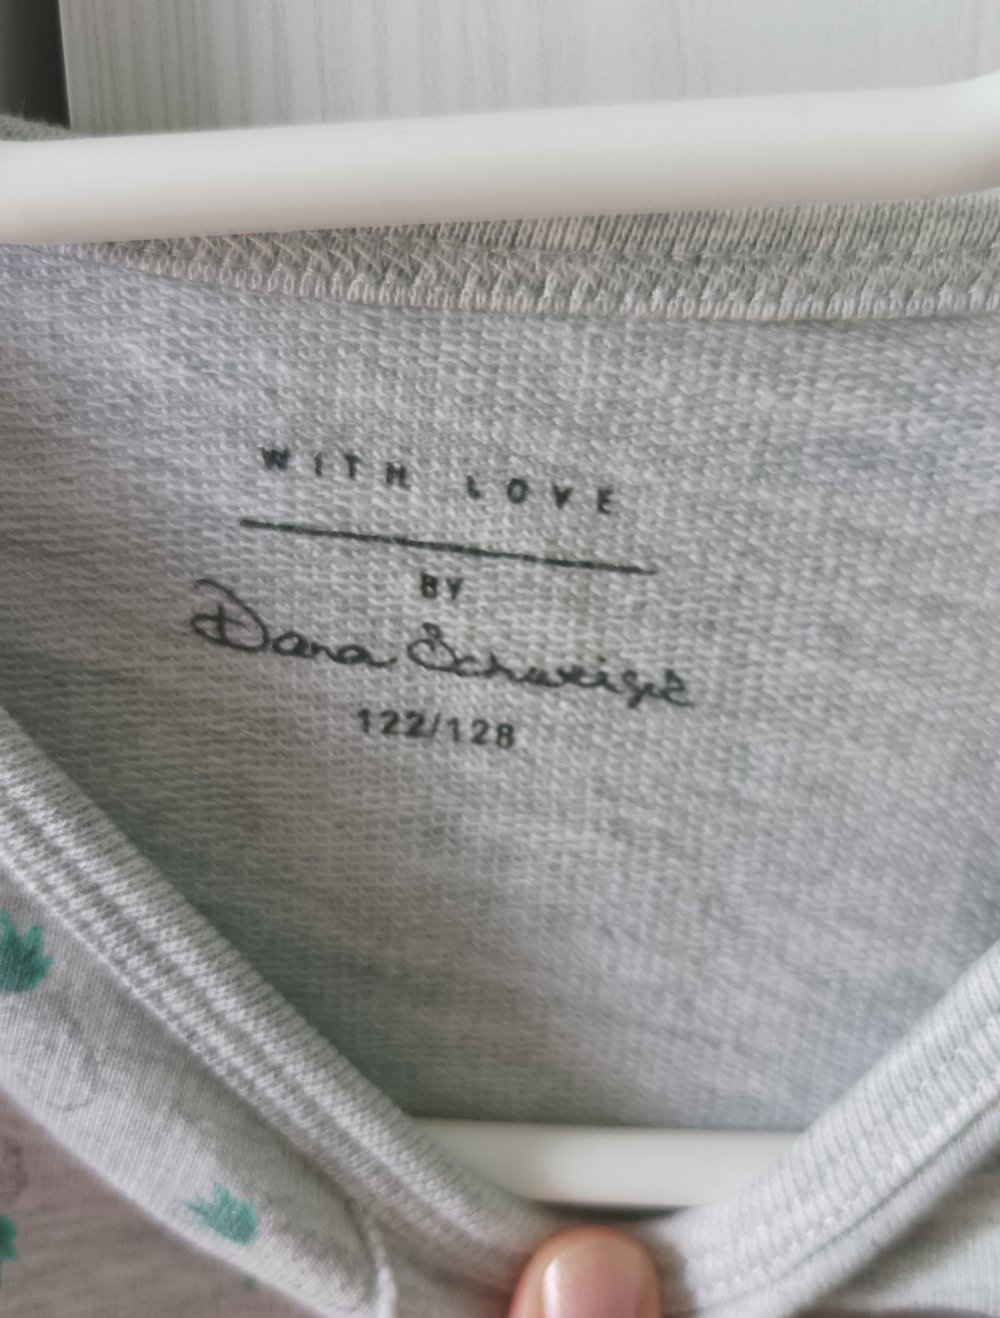 WITH LOVE
BY
Dana Schweiger
122/128